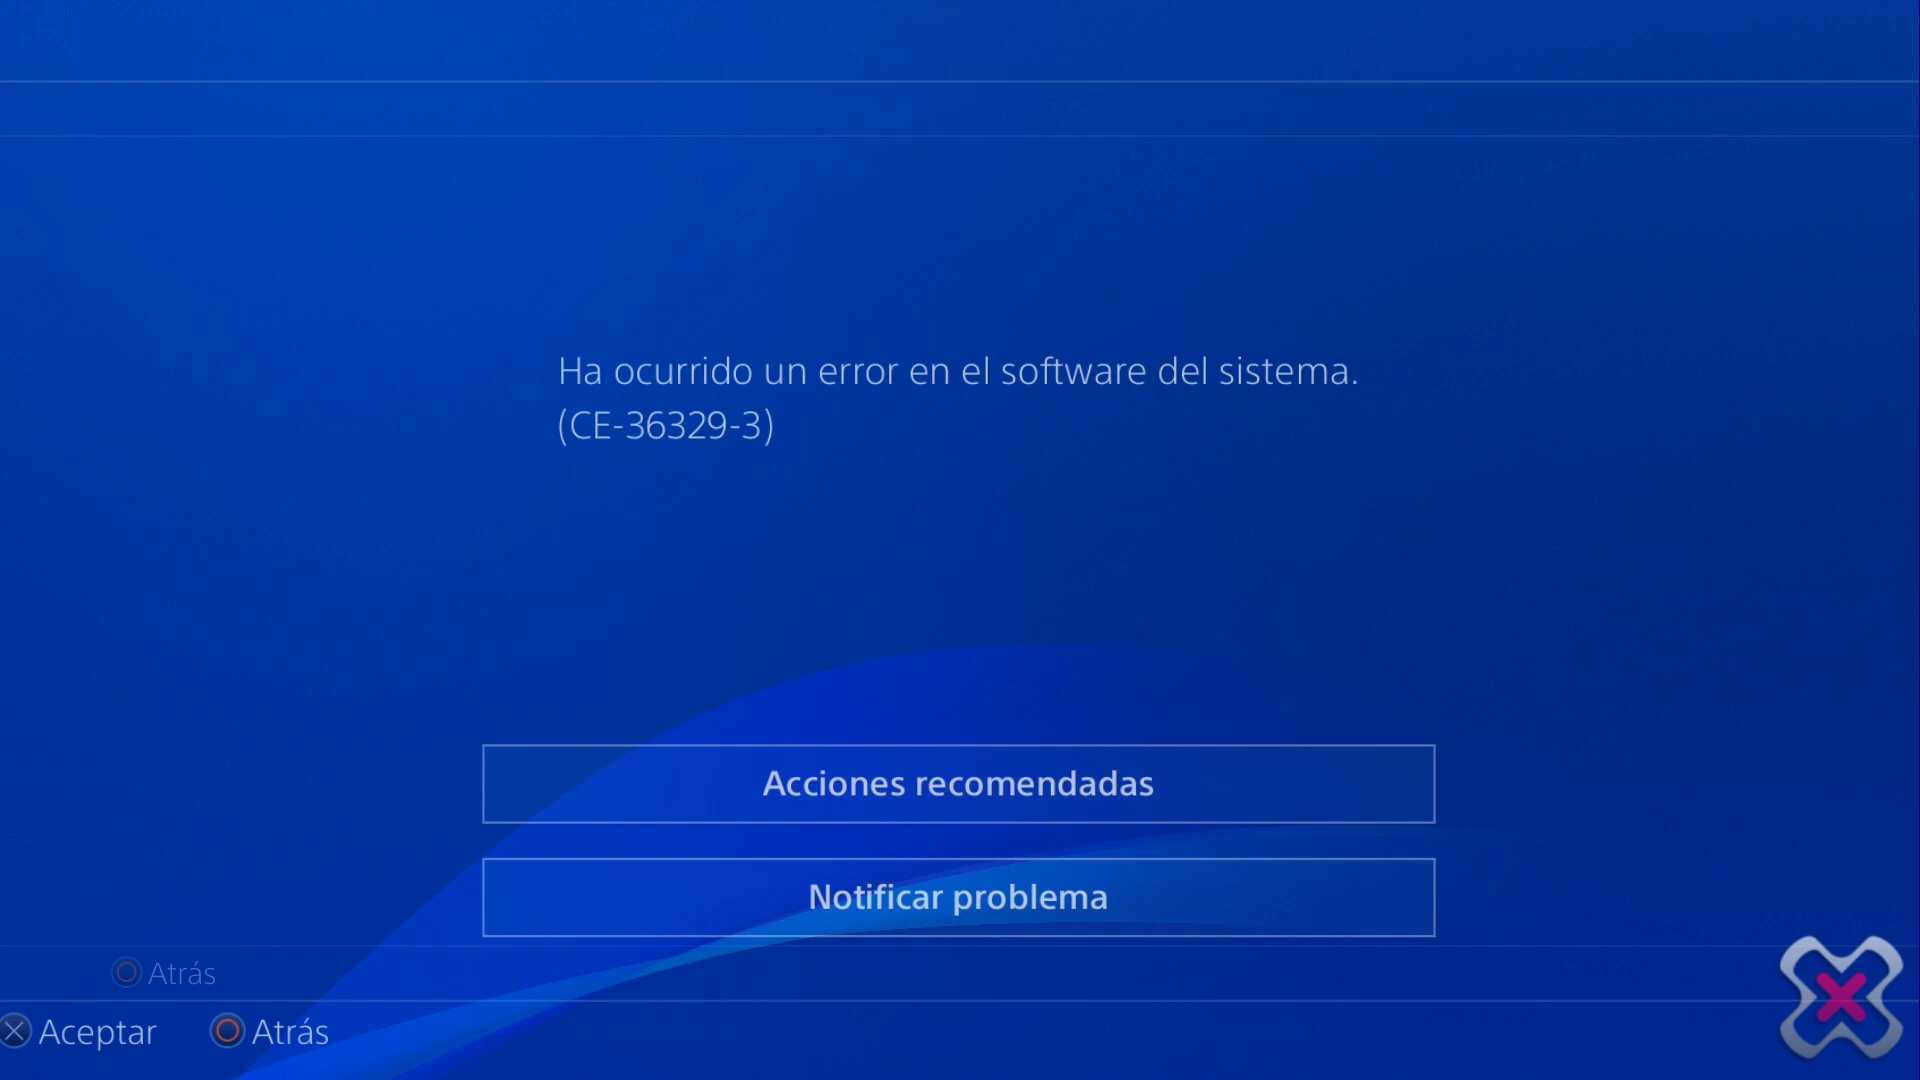 Ha ocurrido un error en el software del sistema.
(CE-36329-3)
Acciones recomendadas
Notificar problema
Atrás
Aceptar
Atrás